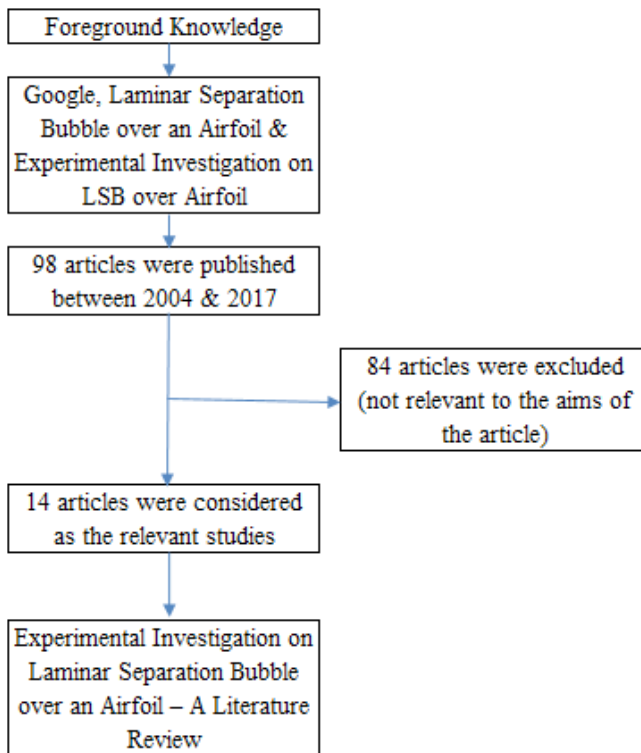 Foreground Knowledge
Google, Laminar Separation
Bubble over an Airfoil &
Experimental Investigation on
LSB over Airfoil
98 articles were published
between 2004 & 2017
84 articles were excluded
(not relevant to the aims of
the article)
14 articles were considered
as the relevant studies
Experimental Investigation on
Laminar Separation Bubble
over an Airfoil – A Literature
Review